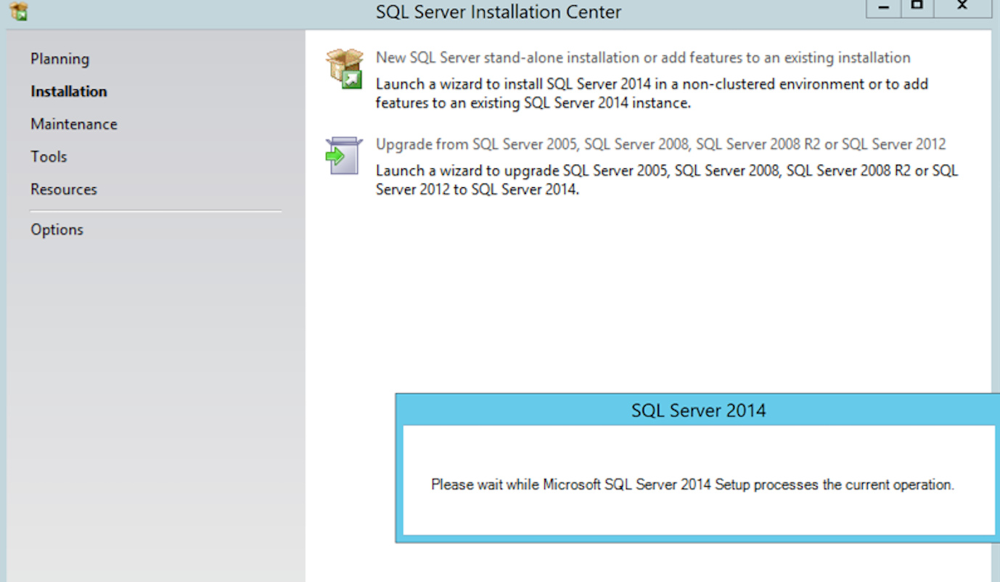 SQL Server Installation Center
Planning
Installation
Maintenance
Tools
Resources
Options
New SQL Server stand-alone installation or add features to an existing installation
Launch a wizard to install SQL Server 2014 in a non-clustered environment or to add
features to an existing SQL Server 2014 instance.
Upgrade from SQL Server 2005, SQL Server 2008, SQL Server 2008 R2 or SQL Server 2012
Launch a wizard to upgrade SQL Server 2005, SQL Server 2008, SQL Server 2008 R2 or SQL
Server 2012 to SQL Server 2014.
SQL Server 2014
Please wait while Microsoft SQL Server 2014 Setup processes the current operation.